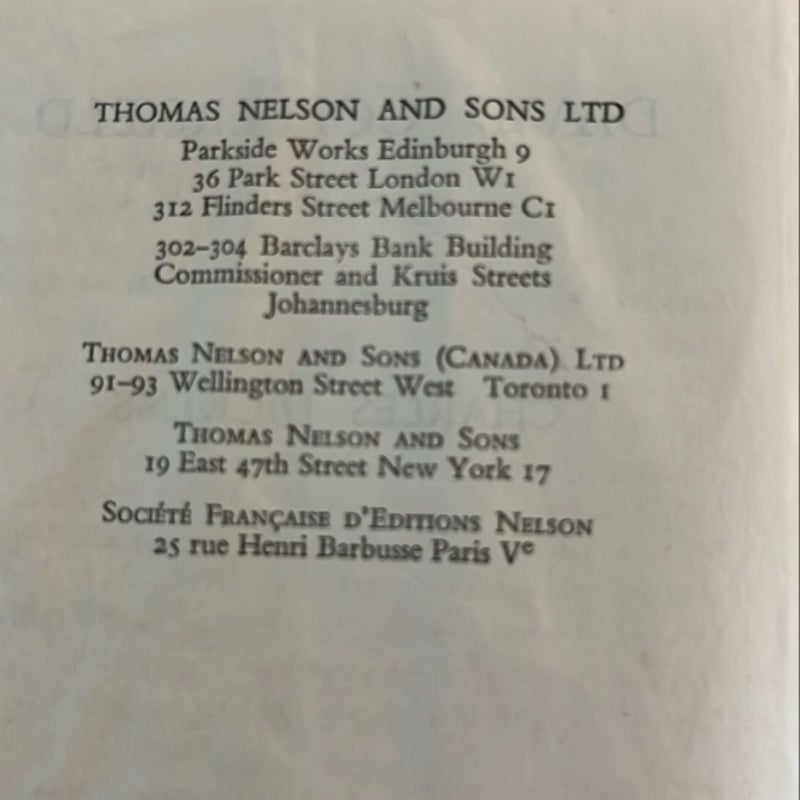 THOMAS NELSON AND SONS LTD
Parkside Works Edinburgh 9
36 Park Street London W1
312 Flinders Street Melbourne C1
302–304 Barclays Bank Building
Commissioner and Kruis Streets
Johannesburg
THOMAS NELSON AND SONS (CANADA) LTD
91–93 Wellington Street West Toronto 1
THOMAS NELSON AND SONS
19 East 47th Street New York 17
SOCIÉTÉ FRANÇAISE D'EDITIONS NELSON
25 rue Henri Barbusse Paris Ve